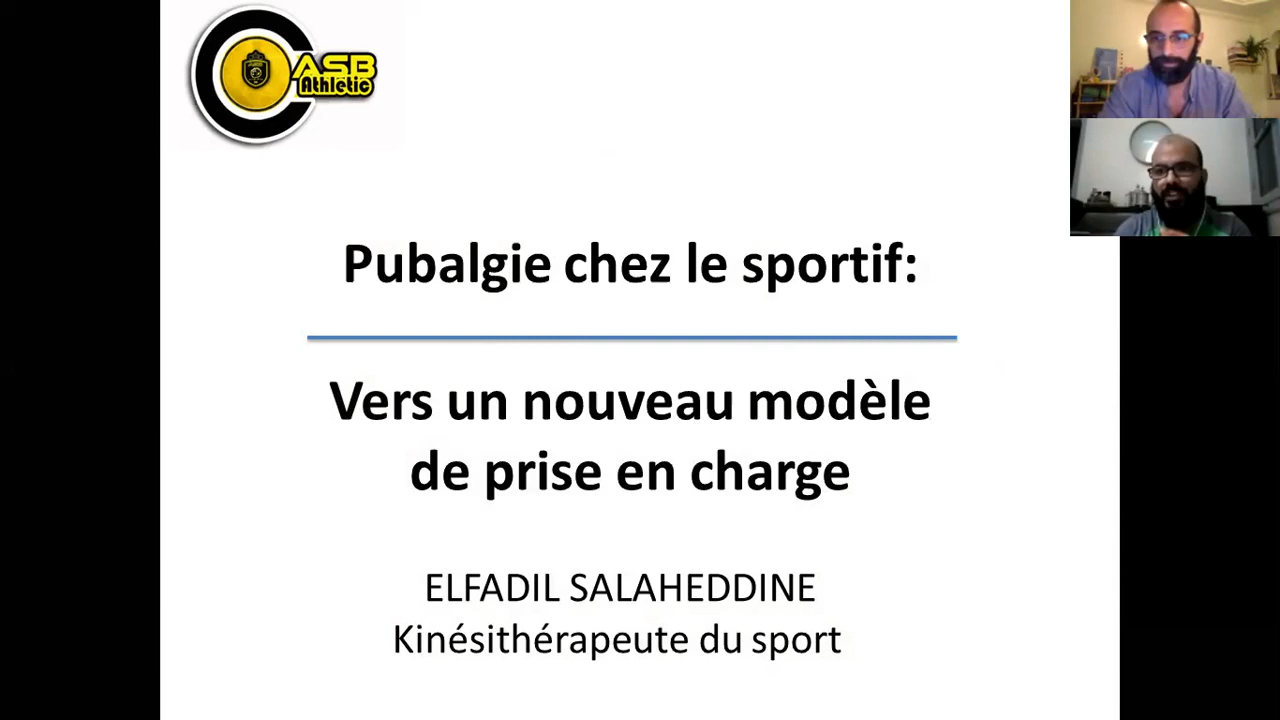 ASB
Athletic
Pubalgie chez le sportif:
Vers un nouveau modèle
de prise en charge
ELFADIL SALAHEDDINE
Kinésithérapeute du sport